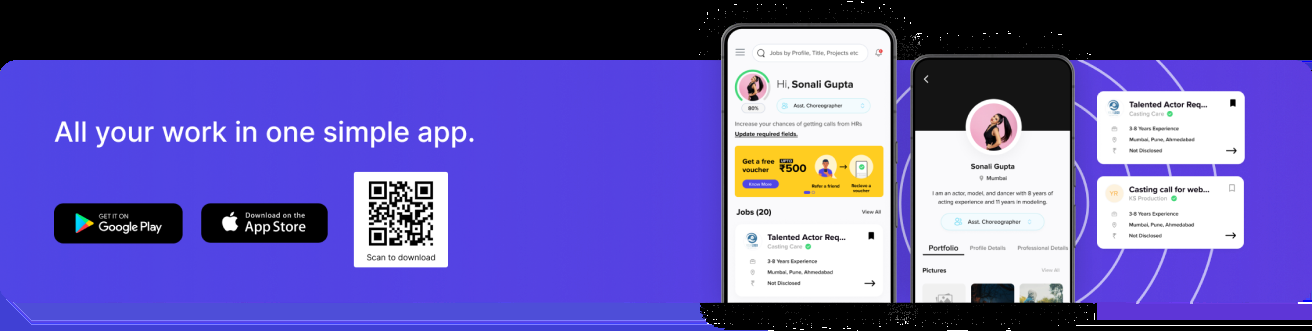 All your work in one simple app.
GET IT ON
Google Play
Download on the
App Store
Scan to download
Jobs by Profile, Title, Projects etc
Hi, Sonali Gupta
80%
Asst. Choreographer
Increase your chances of getting calls from HRs
Update required fields.
Get a free
voucher
UPTO
₹500
Know More
Refer a friend
Recieve a
voucher
Jobs (20)
View All
Talented Actor Req...
Casting Care
3-8 Years Experience
Mumbai, Pune, Ahmedabad
₹ Not Disclosed
Sonali Gupta
Mumbai
I am an actor, model, and dancer with 8 years of
acting experience and 11 years in modeling.
Asst. Choreographer
Portfolio
Profile Details
Professional Details
Pictures
View All
Talented Actor Req...
Casting Care
3-8 Years Experience
Mumbai, Pune, Ahmedabad
₹ Not Disclosed
YR
Casting call for web...
KS Production
3-8 Years Experience
Mumbai, Pune, Ahmedabad
₹ Not Disclosed